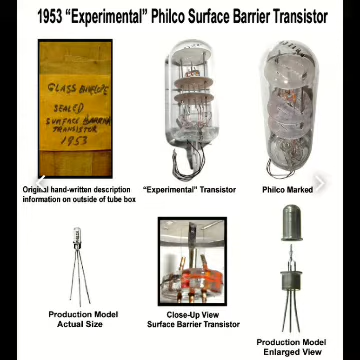 1953 “Experimental” Philco Surface Barrier Transistor
GLASS ENVELOPE
SEALED
SURFACE BARRIER
TRANSISTOR
1953
Original hand-written description
information on outside of tube box
“Experimental” Transistor
Philco Marked
Production Model
Actual Size
Close-Up View
Surface Barrier Transistor
Production Model
Enlarged View